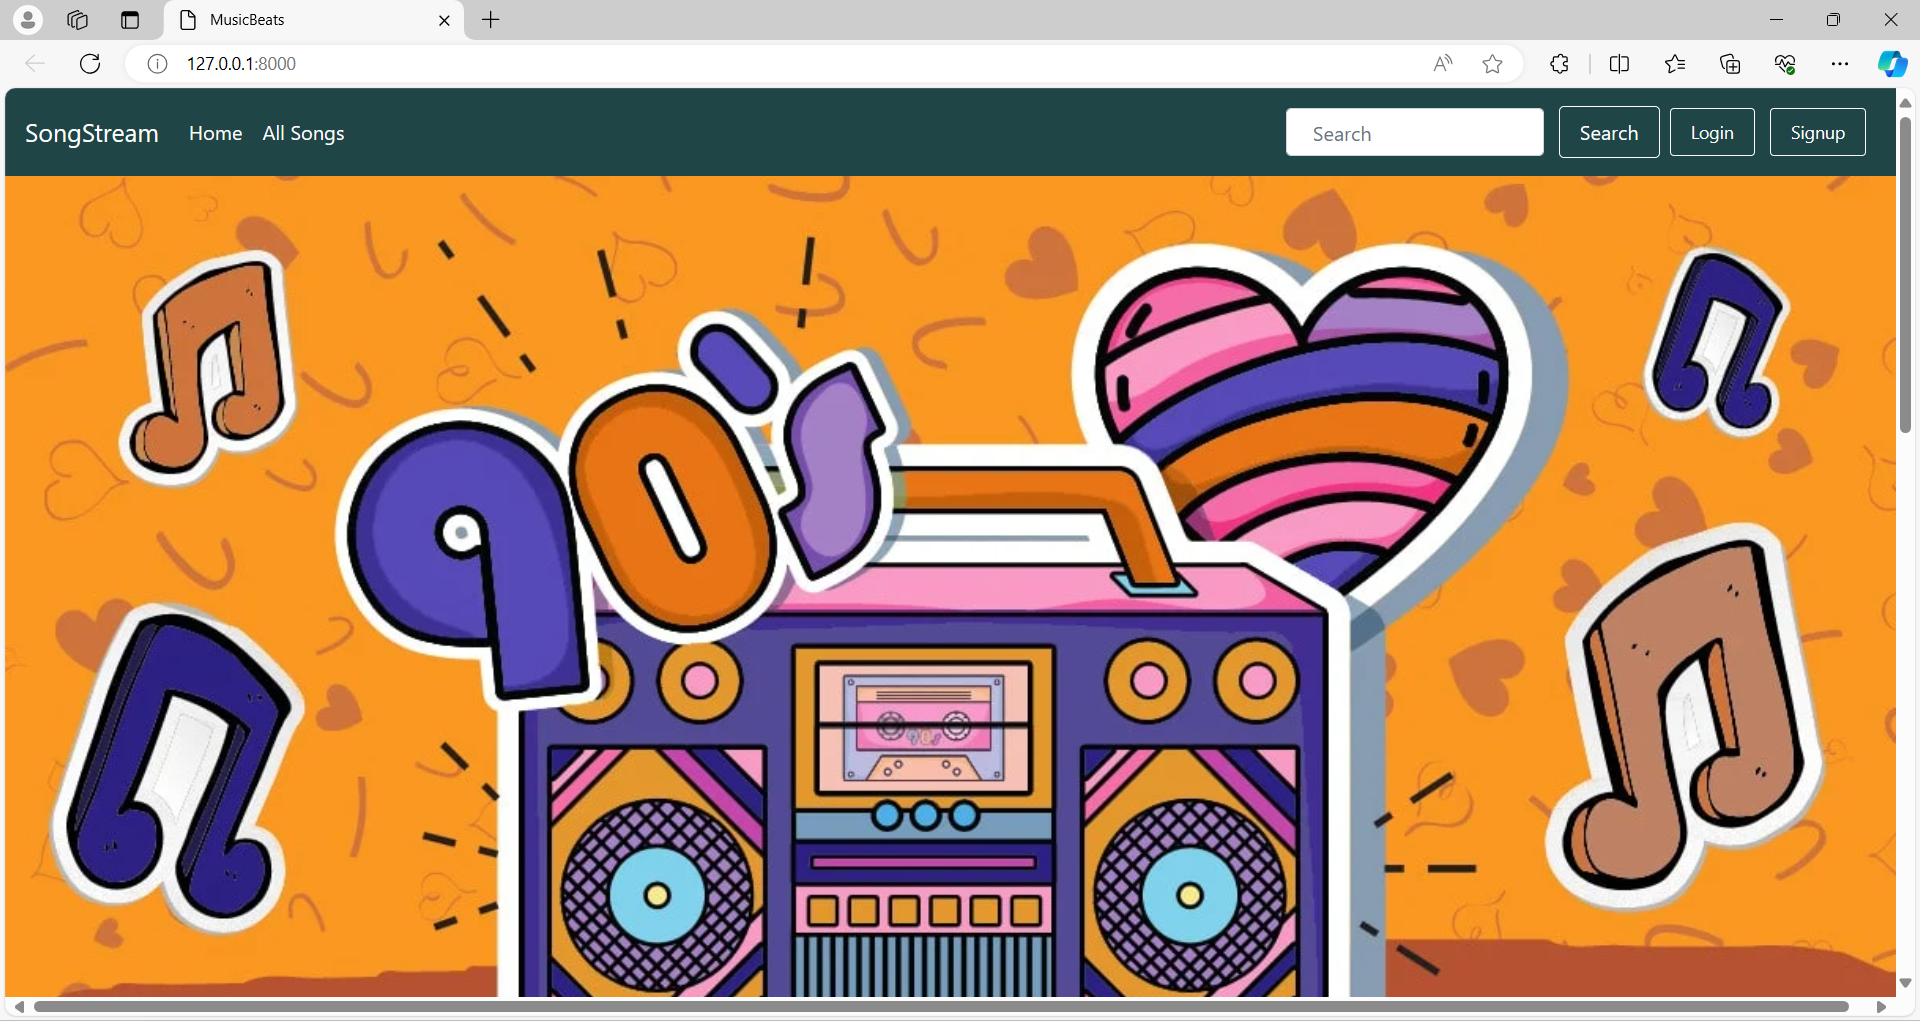 MusicBeats
127.0.0.1:8000
SongStream Home All Songs Search Search Login Signup
90's